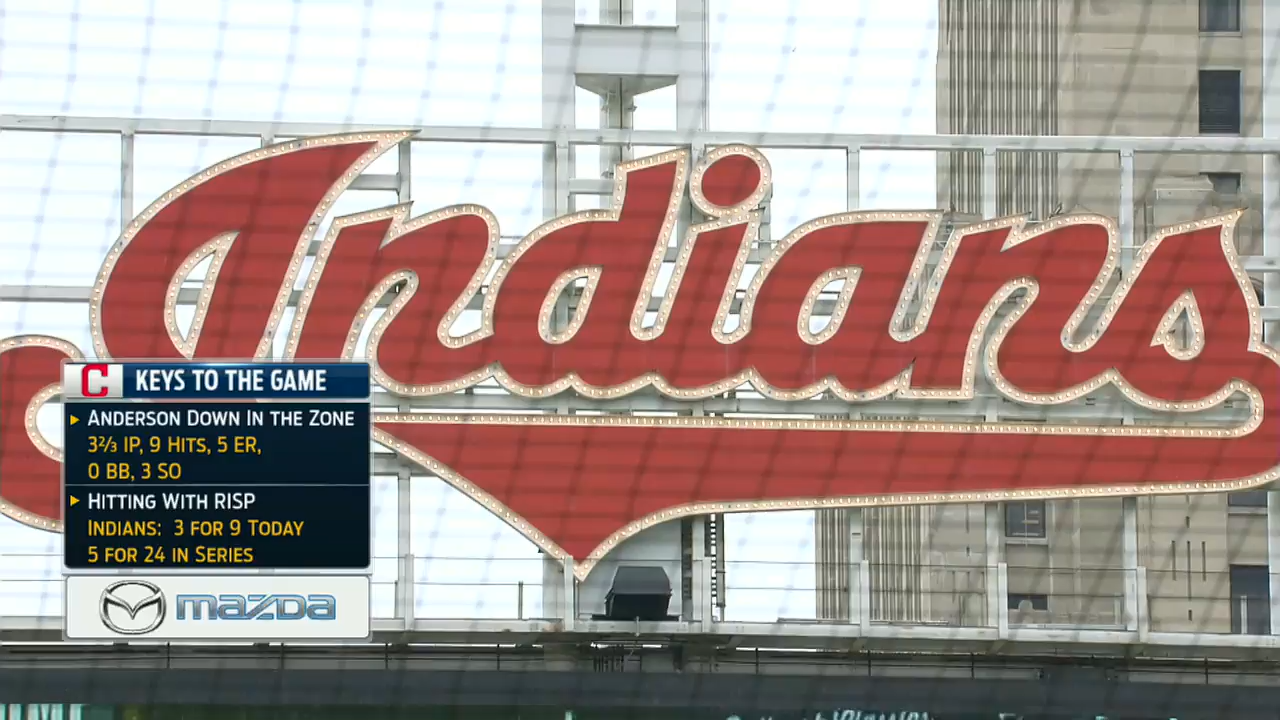 Indians
C KEYS TO THE GAME
ANDERSON DOWN IN THE ZONE
3⅔ IP, 9 HITS, 5 ER,
0 BB, 3 SO
HITTING WITH RISP
INDIANS: 3 FOR 9 TODAY
5 FOR 24 IN SERIES
mazda